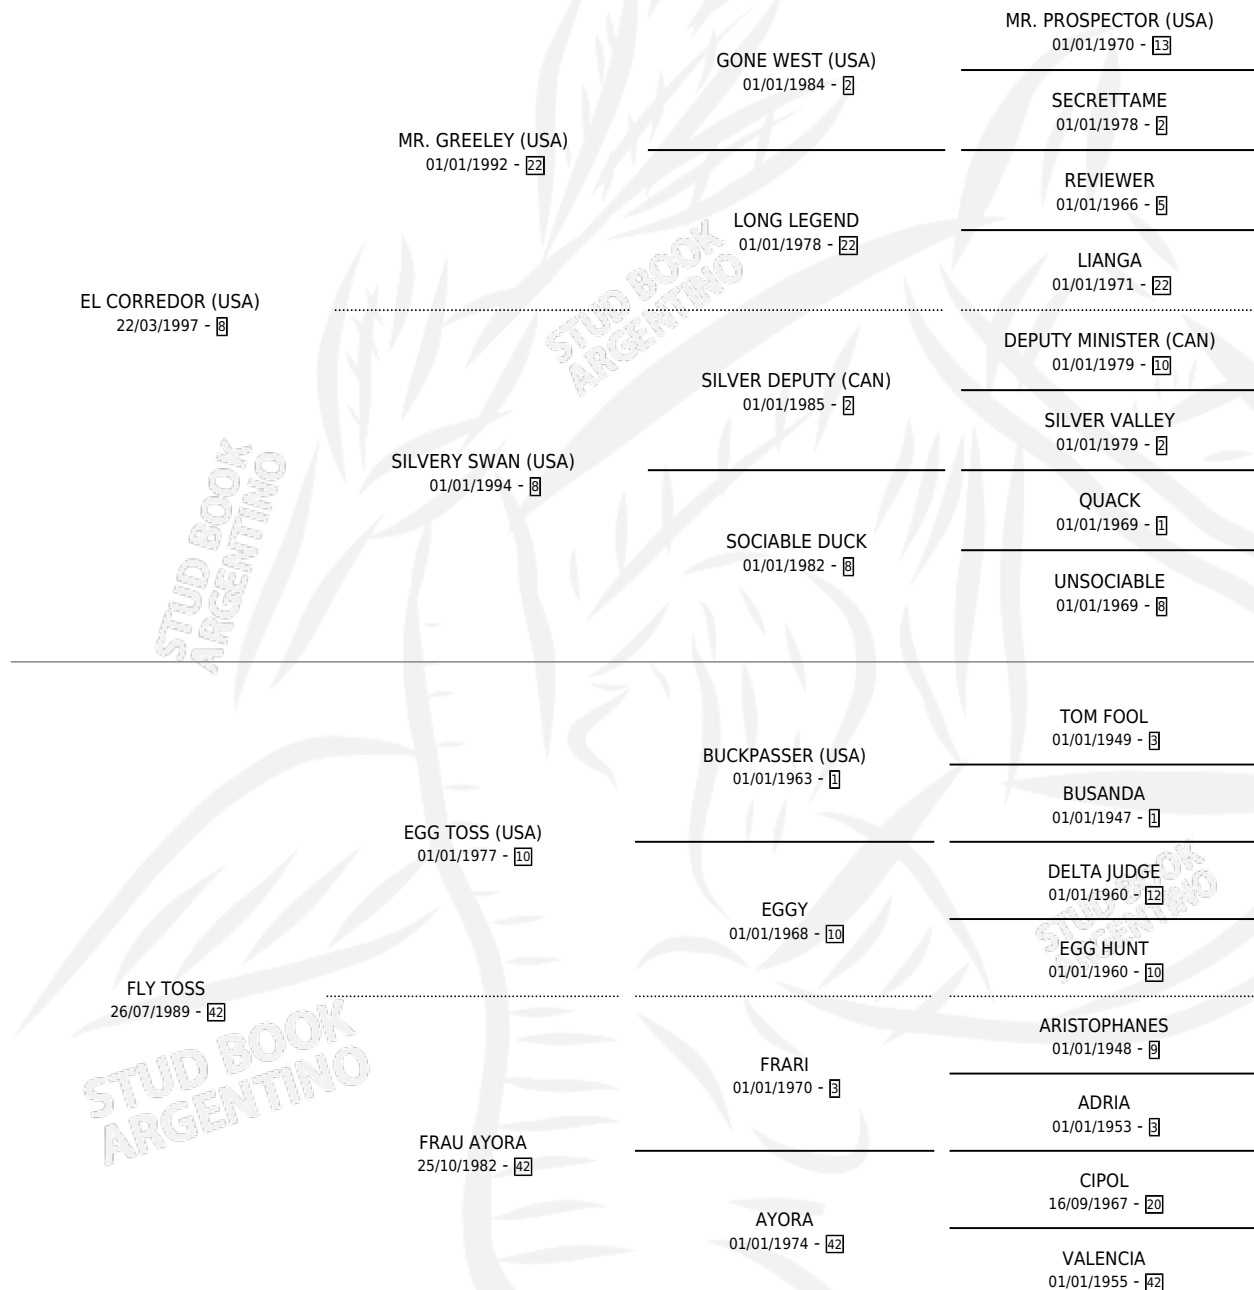 MR. PROSPECTOR (USA)
01/01/1970 - 13
GONE WEST (USA)
01/01/1984 - 2
SECRETTAME
01/01/1978 - 2
MR. GREELEY (USA)
01/01/1992 - 22
REVIEWER
01/01/1966 - 5
LONG LEGEND
01/01/1978 - 22
LIANGA
01/01/1971 - 22
EL CORREDOR (USA)
22/03/1997 - 8
DEPUTY MINISTER (CAN)
01/01/1979 - 10
SILVER DEPUTY (CAN)
01/01/1985 - 2
SILVER VALLEY
01/01/1979 - 2
SILVERY SWAN (USA)
01/01/1994 - 8
QUACK
01/01/1969 - 1
SOCIABLE DUCK
01/01/1982 - 8
UNSOCIABLE
01/01/1969 - 8
TOM FOOL
01/01/1949 - 3
BUCKPASSER (USA)
01/01/1963 - 1
BUSANDA
01/01/1947 - 1
EGG TOSS (USA)
01/01/1977 - 10
DELTA JUDGE
01/01/1960 - 12
EGGY
01/01/1968 - 10
EGG HUNT
01/01/1960 - 10
FLY TOSS
26/07/1989 - 42
ARISTOPHANES
01/01/1948 - 9
FRARI
01/01/1970 - 3
ADRIA
01/01/1953 - 3
FRAU AYORA
25/10/1982 - 42
CIPOL
16/09/1967 - 20
AYORA
01/01/1974 - 42
VALENCIA
01/01/1955 - 42
STUD BOOK
ARGENTINO
STUD BOOK
ARGENTINO
STUD BOOK
ARGENTINO
STUD BOOK
ARGENTINO